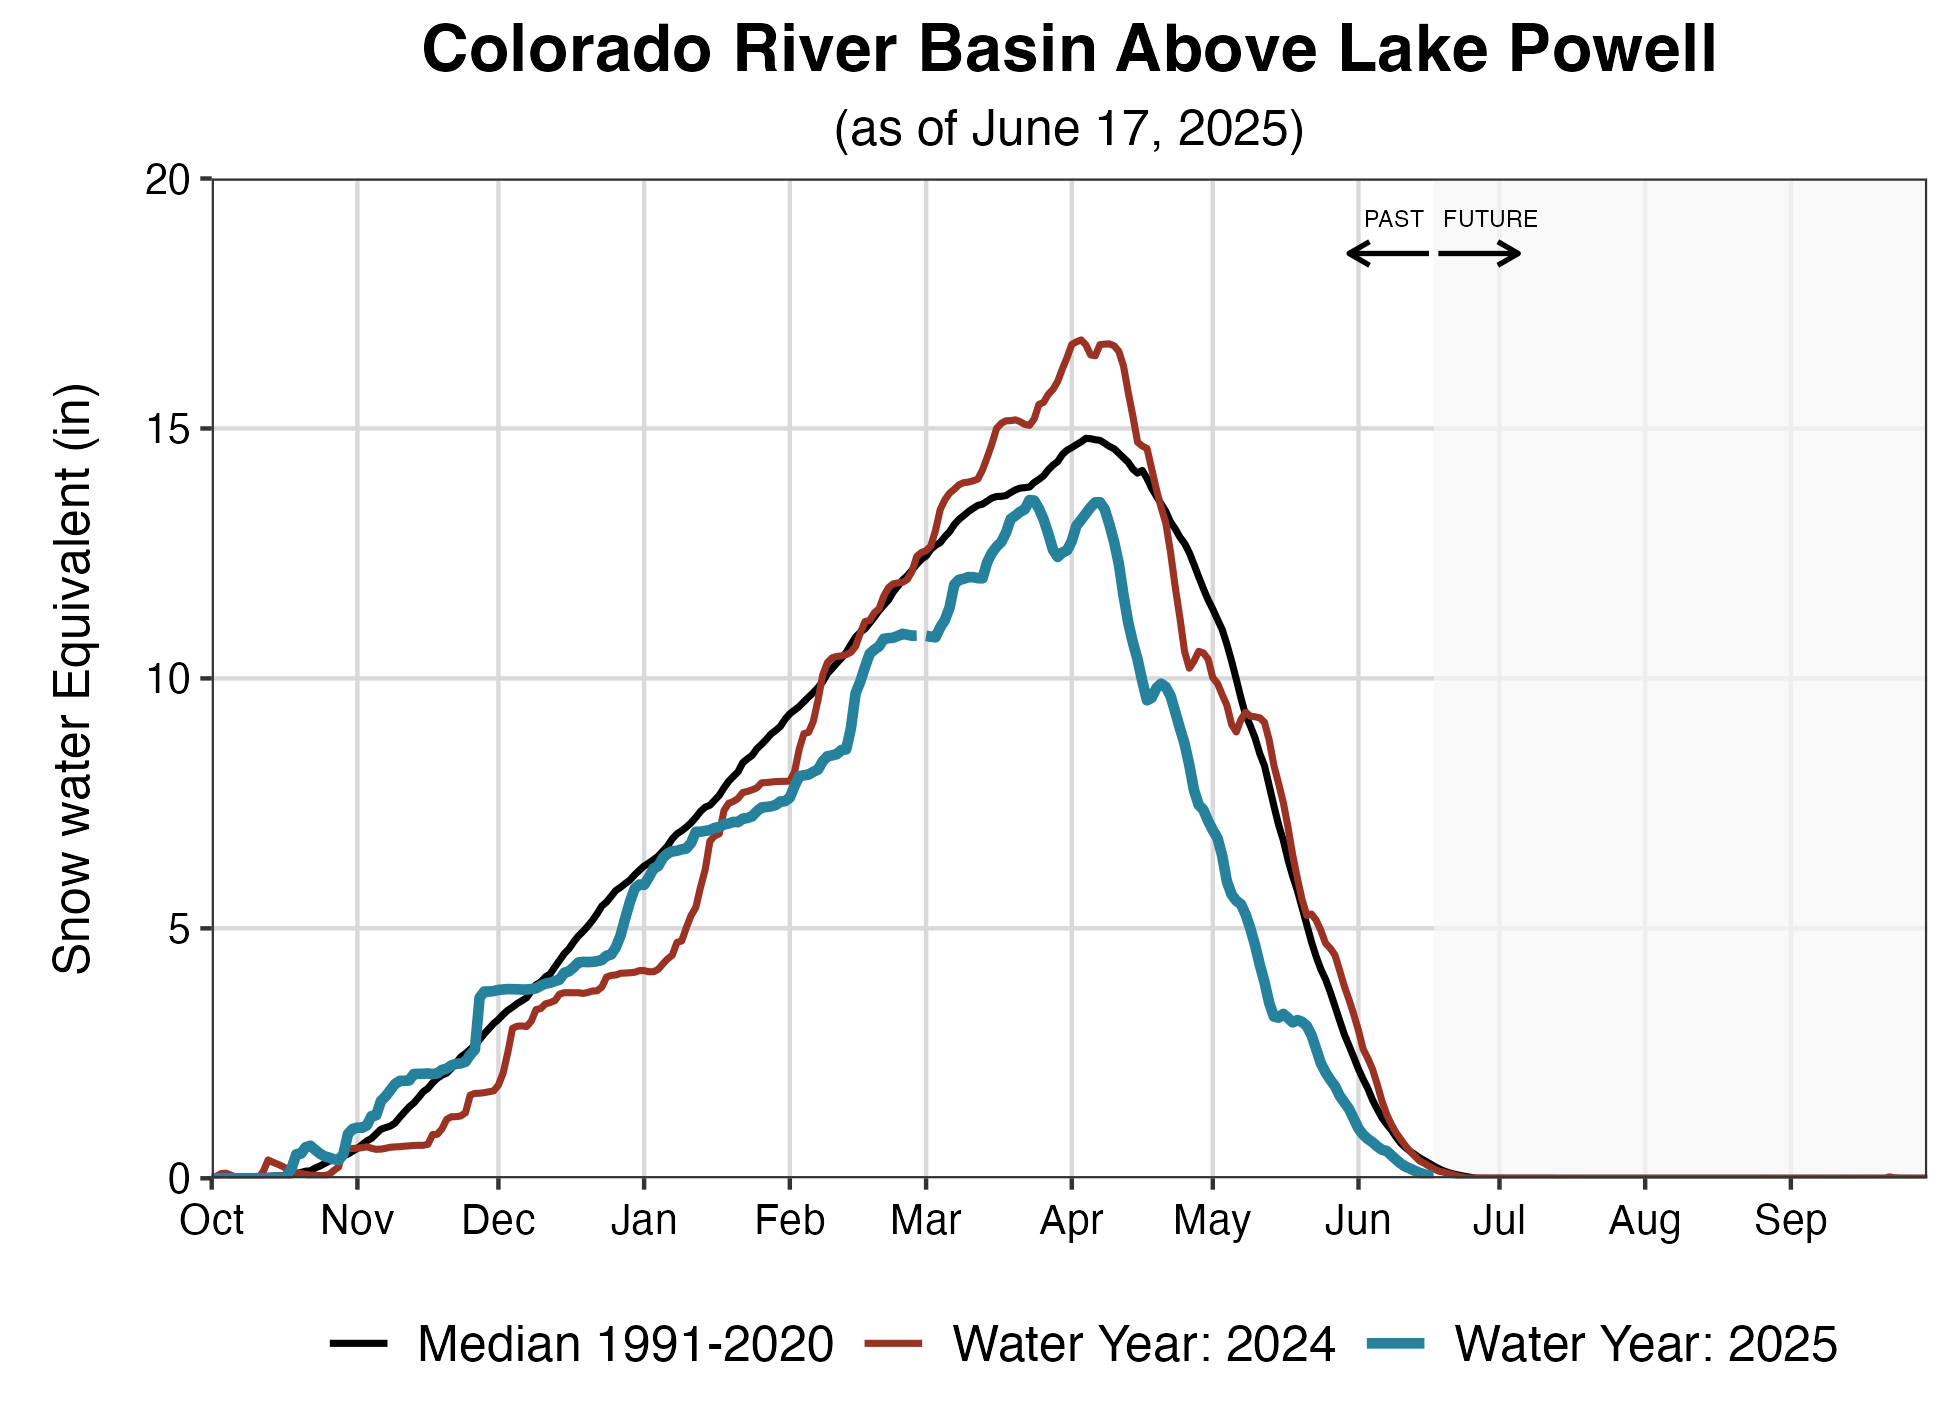 Colorado River Basin Above Lake Powell
(as of June 17, 2025)
20
15
10
5
0
Snow water Equivalent (in)
PAST FUTURE
Oct Nov Dec Jan Feb Mar Apr May Jun Jul Aug Sep
Median 1991-2020 Water Year: 2024 Water Year: 2025